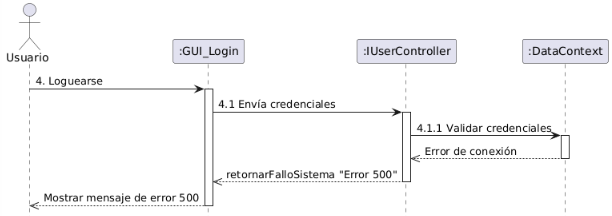 Usuario
:GUI_Login
:IUserController
:DataContext
4. Loguearse
4.1 Envía credenciales
4.1.1 Validar credenciales
Error de conexión
retornarFalloSistema "Error 500"
Mostrar mensaje de error 500